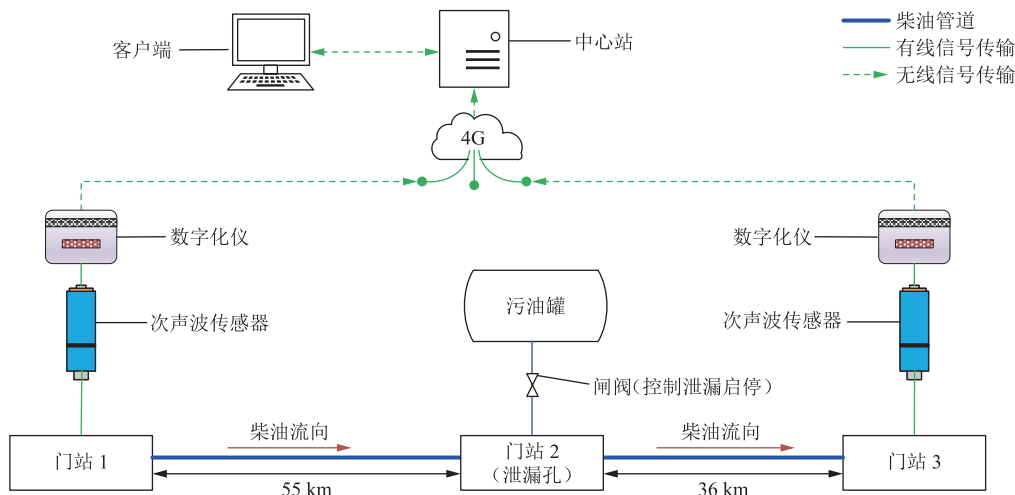 客户端
中心站
柴油管道
有线信号传输
无线信号传输
4G
数字化仪
数字化仪
次声波传感器
污油罐
次声波传感器
闸阀(控制泄漏启停)
门站 1
柴油流向
门站 2
(泄漏孔)
柴油流向
门站 3
55 km
36 km